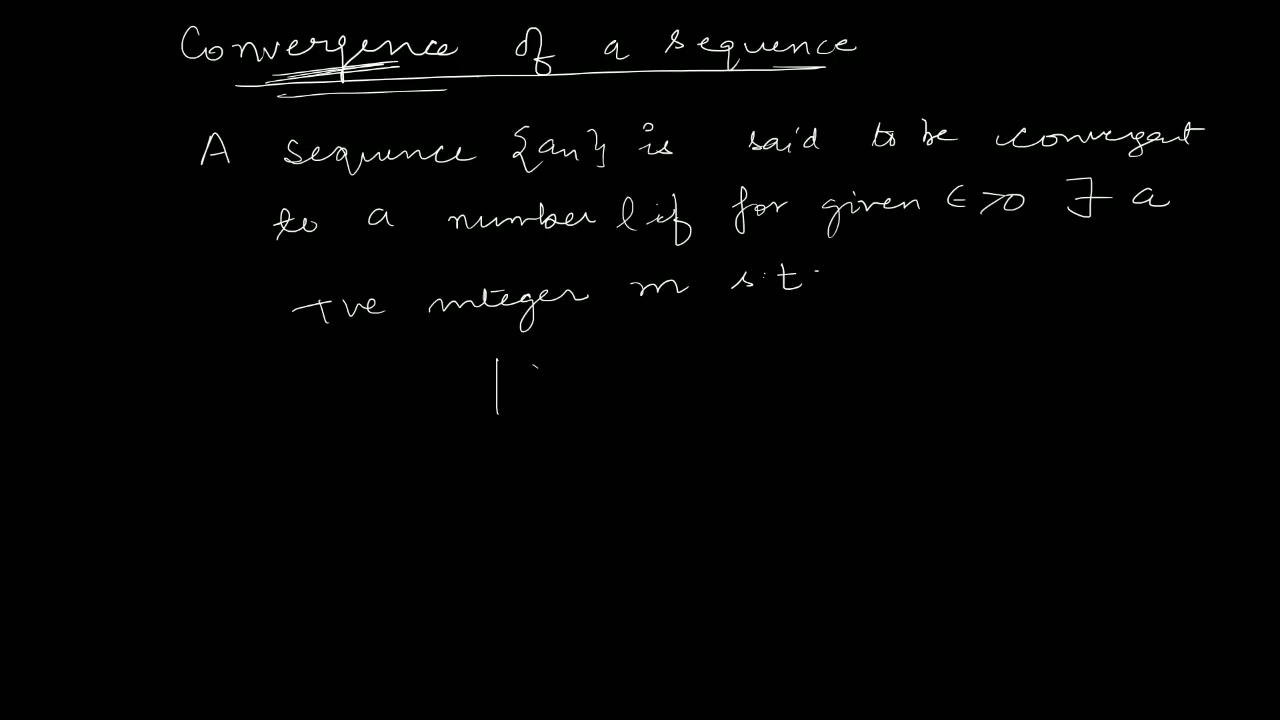 Convergence of a sequence
A sequence {an} is said to be convergent
to a number l if for given ϵ > 0 ∃ a
+ve integer m s.t.
|